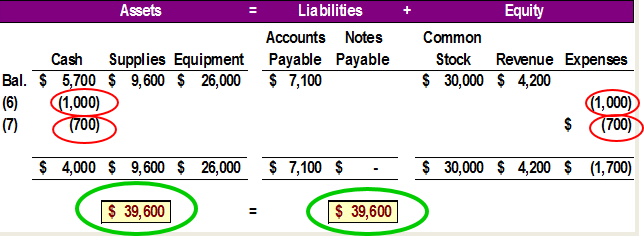 Assets = Liabilities + Equity
Accounts Notes Common
Cash Supplies Equipment Payable Payable Stock Revenue Expenses
Bal. $ 5,700 $ 9,600 $ 26,000 $ 7,100 $ 30,000 $ 4,200
(6) (1,000) (1,000)
(7) (700) $ (700)
$ 4,000 $ 9,600 $ 26,000 $ 7,100 $ - $ 30,000 $ 4,200 $ (1,700)
$ 39,600 = $ 39,600